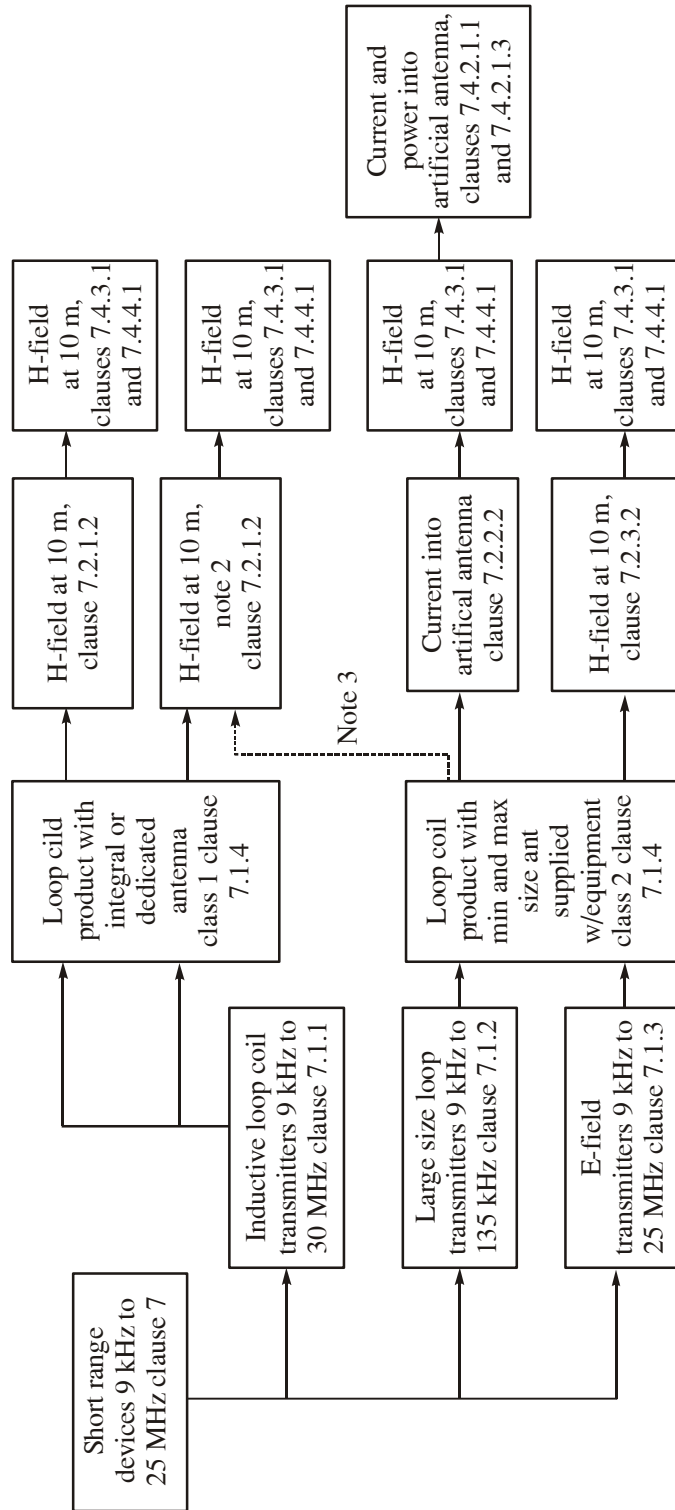 Short range
devices 9 kHz to
25 MHz clause 7
Inductive loop coil
transmitters 9 kHz to
30 MHz clause 7.1.1
Large size loop
transmitters 9 kHz to
135 kHz clause 7.1.2
E-field
transmitters 9 kHz to
25 MHz clause 7.1.3
Loop cild
product with
integral or
dedicated
antenna
class 1 clause
7.1.4
Loop coil
product with
min and max
size ant
supplied
w/equipment
class 2 clause
7.1.4
Note 3
H-field at 10 m,
clause 7.2.1.2
H-field at 10 m,
note 2
clause 7.2.1.2
Current into
artifical antenna
clause 7.2.2.2
H-field at 10 m,
clause 7.2.3.2
H-field
at 10 m,
clauses 7.4.3.1
and 7.4.4.1
H-field
at 10 m,
clauses 7.4.3.1
and 7.4.4.1
H-field
at 10 m,
clauses 7.4.3.1
and 7.4.4.1
H-field
at 10 m,
clauses 7.4.3.1
and 7.4.4.1
Current and
power into
artificial antenna,
clauses 7.4.2.1.1
and 7.4.2.1.3